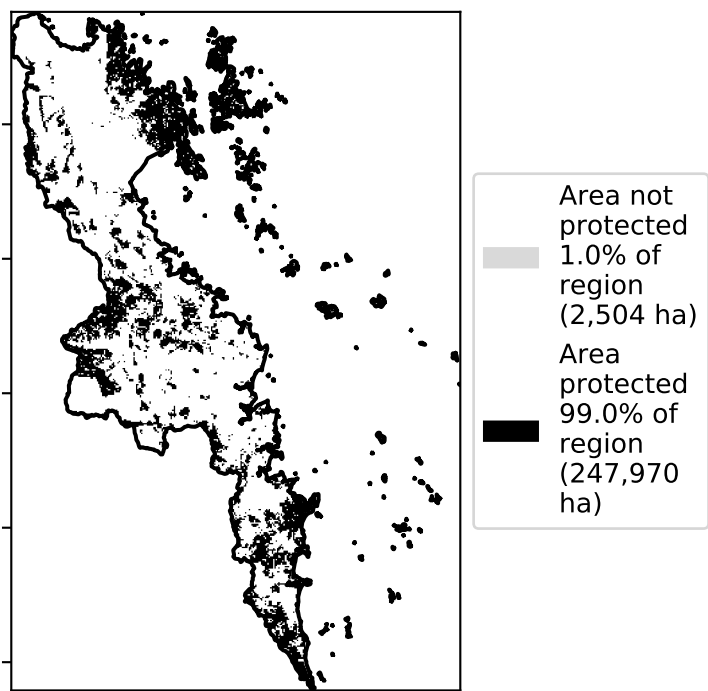 Area not
protected
1.0% of
region
(2,504 ha)
Area
protected
99.0% of
region
(247,970
ha)